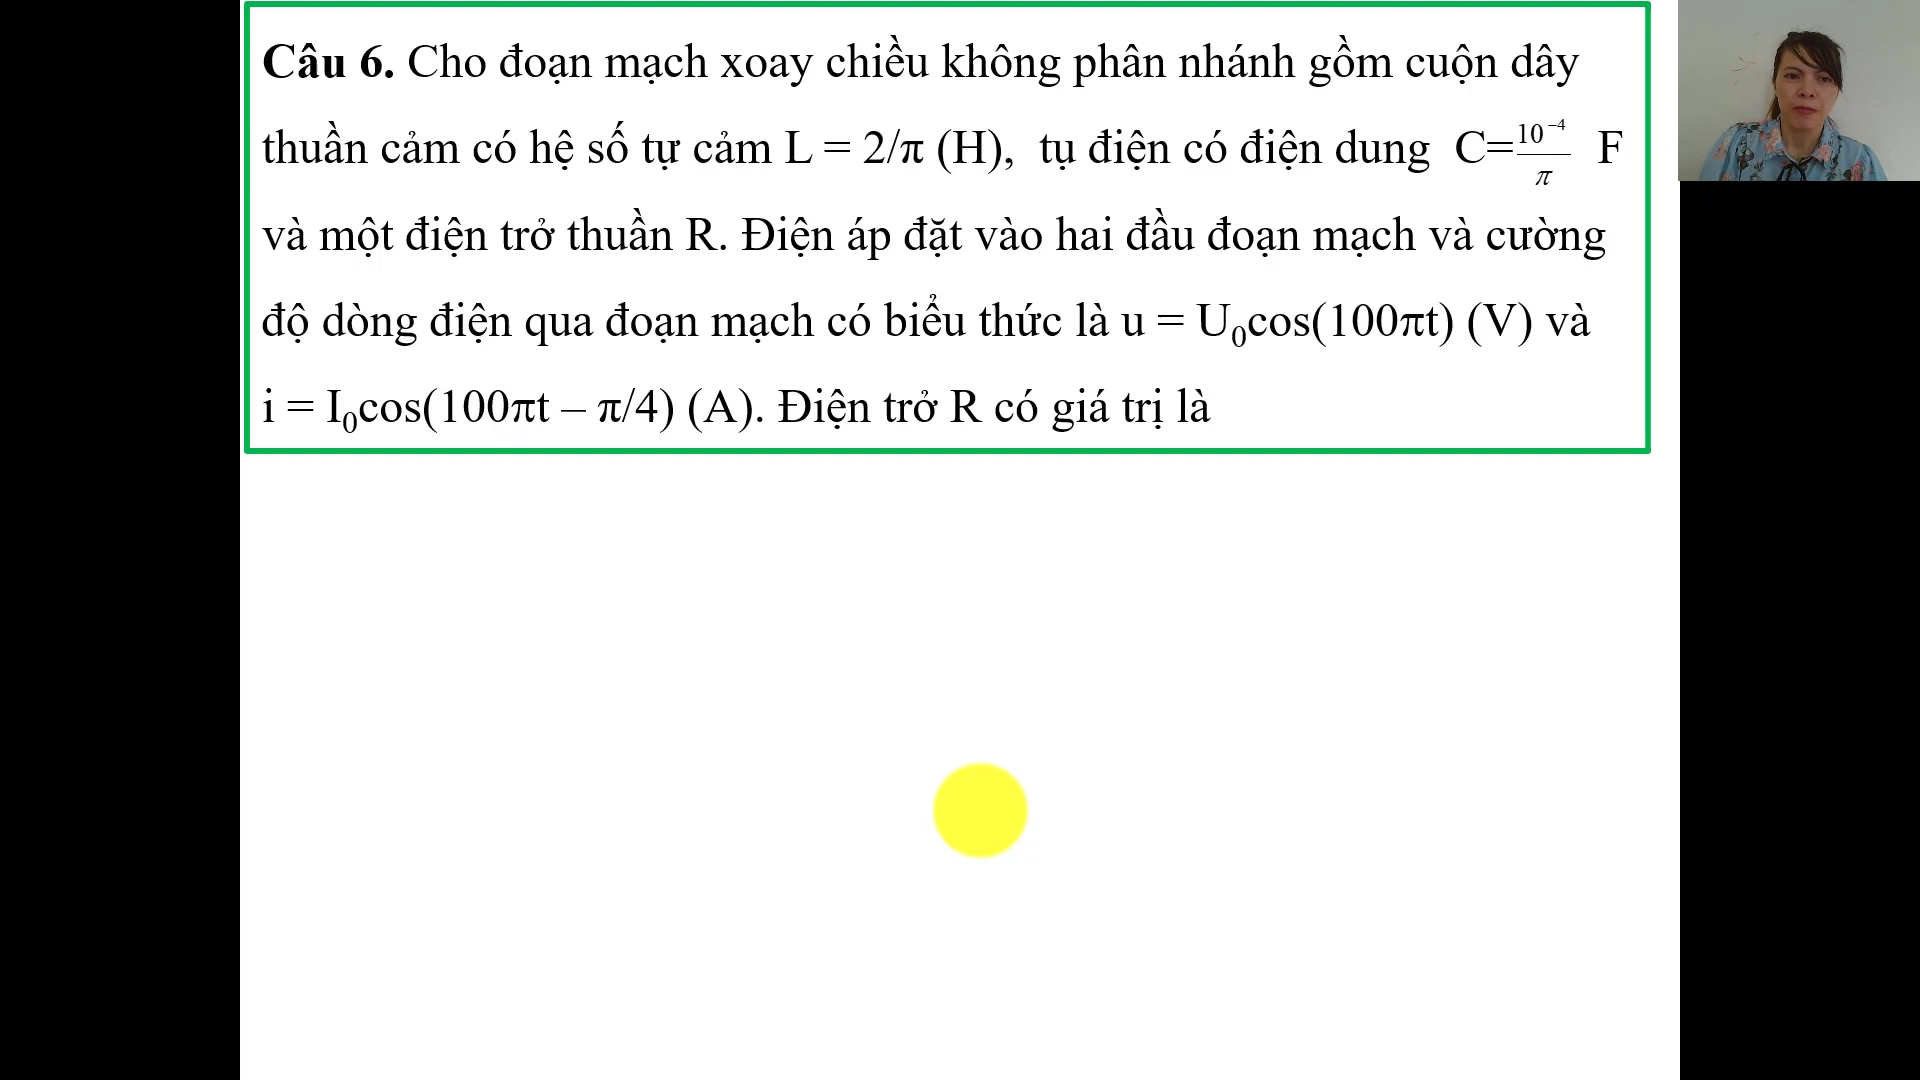 Câu 6. Cho đoạn mạch xoay chiều không phân nhánh gồm cuộn dây
thuần cảm có hệ số tự cảm L = 2/π (H), tụ điện có điện dung C=10⁻⁴/π F
và một điện trở thuần R. Điện áp đặt vào hai đầu đoạn mạch và cường
độ dòng điện qua đoạn mạch có biểu thức là u = U₀cos(100πt) (V) và
i = I₀cos(100πt – π/4) (A). Điện trở R có giá trị là